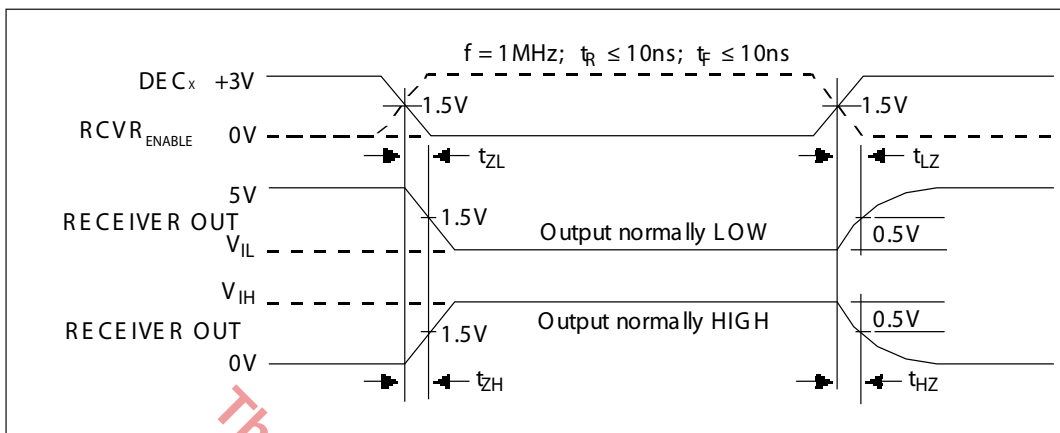 f = 1MHz; tR ≤ 10ns; tF ≤ 10ns
DECx +3V
1.5V
1.5V
RCVRENABLE 0V
tZL
tLZ
5V
RECEIVER OUT
1.5V
Output normally LOW
0.5V
VIL
VIH
RECEIVER OUT
1.5V
Output normally HIGH
0.5V
0V
tZH
tHZ
Th